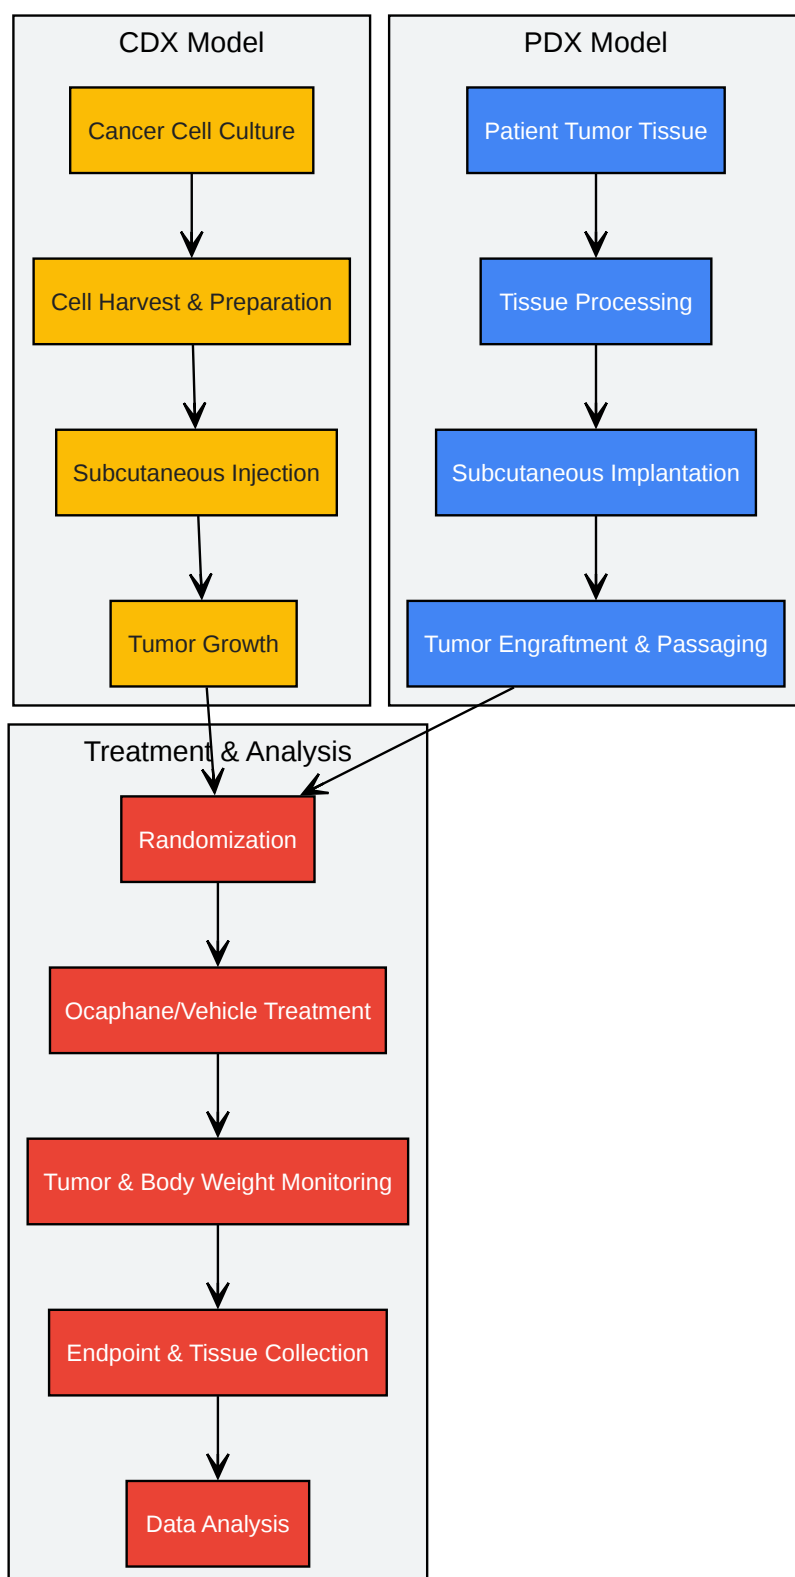 CDX Model
Cancer Cell Culture
Cell Harvest & Preparation
Subcutaneous Injection
Tumor Growth
PDX Model
Patient Tumor Tissue
Tissue Processing
Subcutaneous Implantation
Tumor Engraftment & Passaging
Treatment & Analysis
Randomization
Ocaphane/Vehicle Treatment
Tumor & Body Weight Monitoring
Endpoint & Tissue Collection
Data Analysis